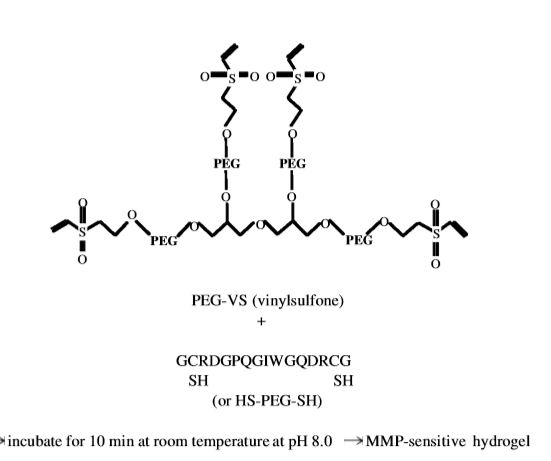 O S O O S O
O O
PEG PEG
O O
O O O O
S O O O S
PEG PEG
O O
PEG-VS (vinylsulfone)
+
GCRDGPQGIWGQDRCG
SH SH
(or HS-PEG-SH)
→ incubate for 10 min at room temperature at pH 8.0 → MMP-sensitive hydrogel